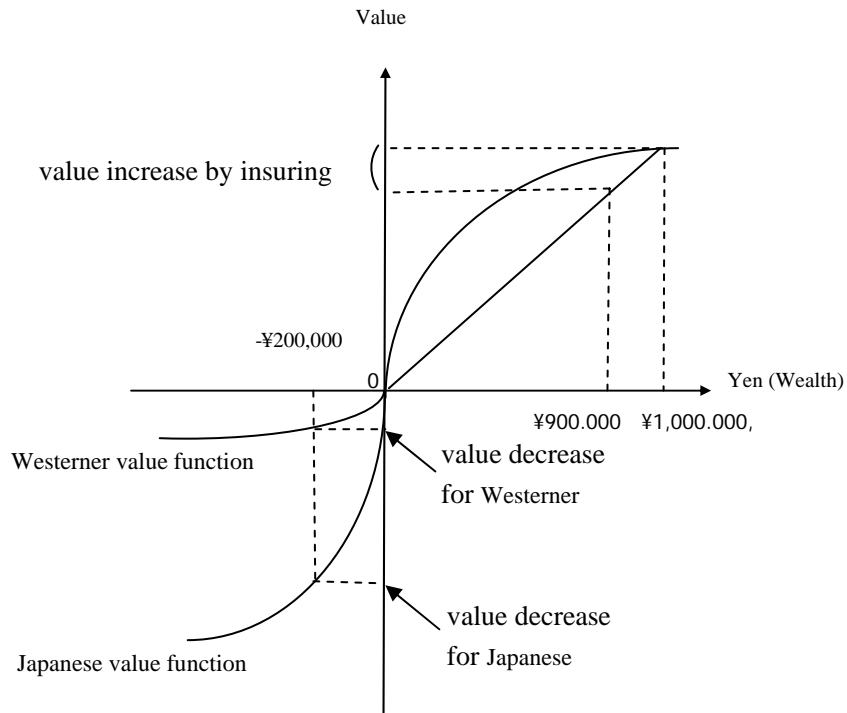 Value
value increase by insuring
-¥200,000
0
Yen (Wealth)
¥900.000
¥1,000.000,
Westerner value function
value decrease
for Westerner
value decrease
for Japanese
Japanese value function